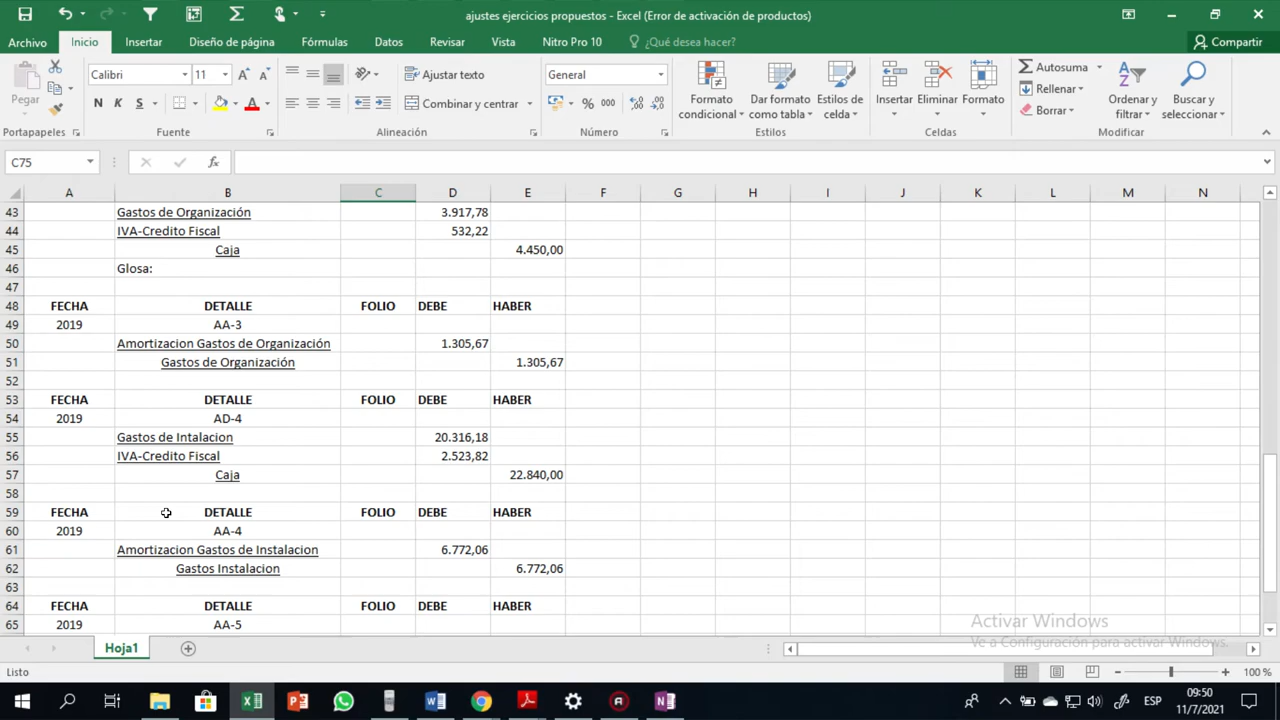 ajustes ejercicios propuestos - Excel (Error de activación de productos)
Archivo Inicio Insertar Diseño de página Fórmulas Datos Revisar Vista Nitro Pro 10 ¿Qué desea hacer? Compartir
Pegar
Portapapeles
Calibri 11
N K S
Fuente
Ajustar texto
Combinar y centrar
Alineación
General
% 000
Número
Formato condicional
Dar formato como tabla
Estilos de celda
Estilos
Insertar Eliminar Formato
Celdas
Autosuma
Rellenar
Borrar
Ordenar y filtrar
Buscar y seleccionar
Modificar
C75 fx
A B C D E F G H I J K L M N
43 Gastos de Organización 3.917,78
44 IVA-Credito Fiscal 532,22
45 Caja 4.450,00
46 Glosa:
47
48 FECHA DETALLE FOLIO DEBE HABER
49 2019 AA-3
50 Amortizacion Gastos de Organización 1.305,67
51 Gastos de Organización 1.305,67
52
53 FECHA DETALLE FOLIO DEBE HABER
54 2019 AD-4
55 Gastos de Intalacion 20.316,18
56 IVA-Credito Fiscal 2.523,82
57 Caja 22.840,00
58
59 FECHA DETALLE FOLIO DEBE HABER
60 2019 AA-4
61 Amortizacion Gastos de Instalacion 6.772,06
62 Gastos Instalacion 6.772,06
63
64 FECHA DETALLE FOLIO DEBE HABER
65 2019 AA-5
Activar Windows
Ve a Configuración para activar Windows.
Hoja1
Listo 100 %
ESP 09:50
11/7/2021